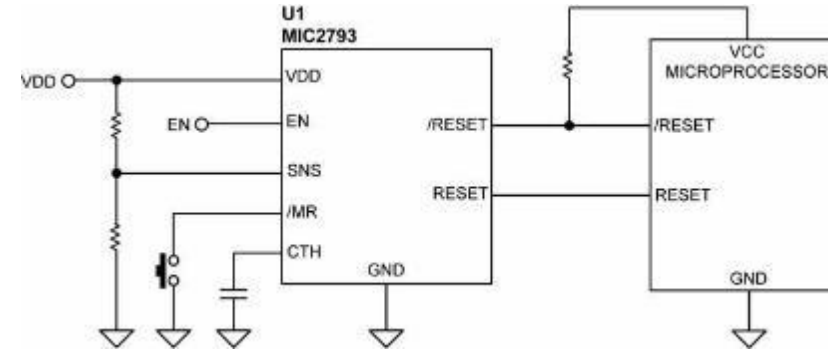 U1
MIC2793
VDD
VDD
EN
EN
SNS
/MR
CTH
GND
/RESET
RESET
VCC
MICROPROCESSOR
/RESET
RESET
GND